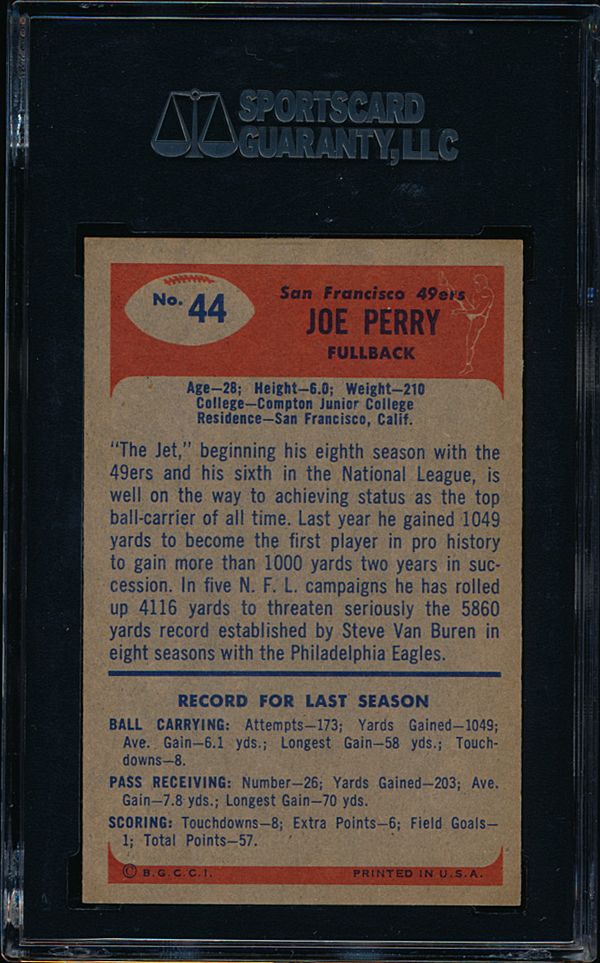 SPORTSCARD
GUARANTY, LLC
No. 44
San Francisco 49ers
JOE PERRY
FULLBACK
Age—28; Height—6.0; Weight—210
College—Compton Junior College
Residence—San Francisco, Calif.
"The Jet," beginning his eighth season with the
49ers and his sixth in the National League, is
well on the way to achieving status as the top
ball-carrier of all time. Last year he gained 1049
yards to become the first player in pro history
to gain more than 1000 yards two years in suc-
cession. In five N. F. L. campaigns he has rolled
up 4116 yards to threaten seriously the 5860
yards record established by Steve Van Buren in
eight seasons with the Philadelphia Eagles.
RECORD FOR LAST SEASON
BALL CARRYING: Attempts—173; Yards Gained—1049;
Ave. Gain—6.1 yds.; Longest Gain—58 yds.; Touch-
downs—8.
PASS RECEIVING: Number—26; Yards Gained—203; Ave.
Gain—7.8 yds.; Longest Gain—70 yds.
SCORING: Touchdowns—8; Extra Points—6; Field Goals—
1; Total Points—57.
© B.G.C.C.I. PRINTED IN U.S.A.